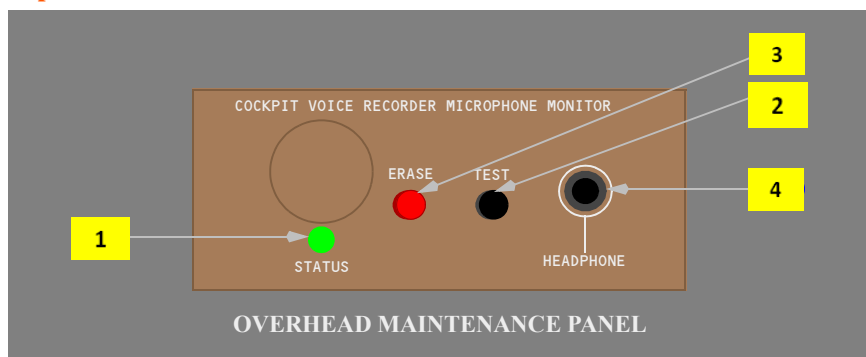 3
COCKPIT VOICE RECORDER MICROPHONE MONITOR
2
ERASE
TEST
4
1
STATUS
HEADPHONE
OVERHEAD MAINTENANCE PANEL